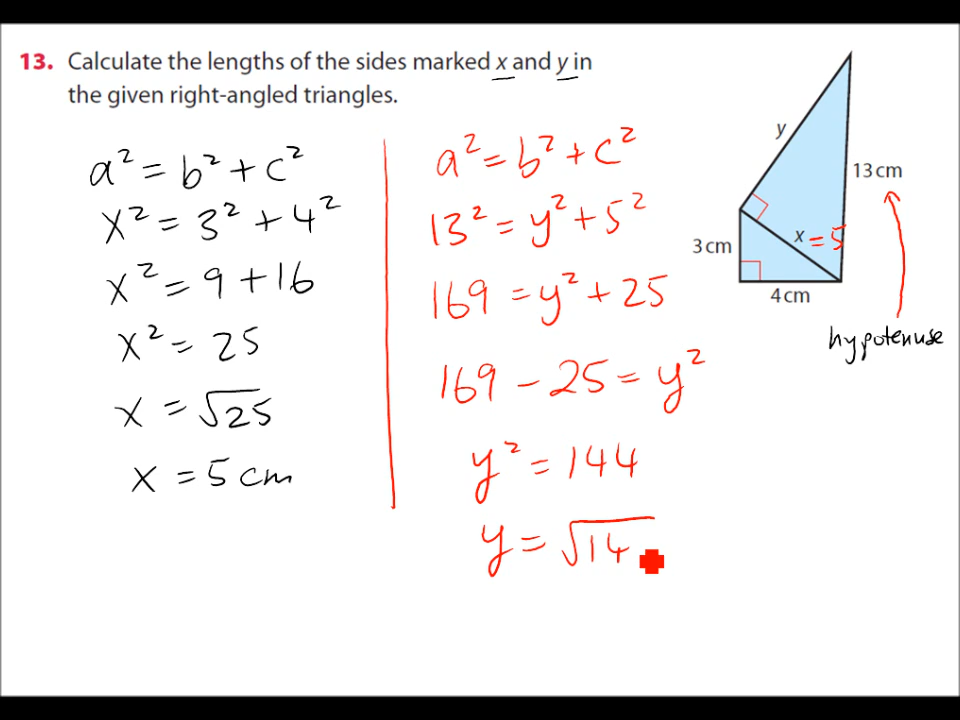 13. Calculate the lengths of the sides marked x and y in
the given right-angled triangles.
a² = b² + c²
x² = 3² + 4²
x² = 9 + 16
x² = 25
x = √25
x = 5 cm
a² = b² + c²
13² = y² + 5²
169 = y² + 25
169 - 25 = y²
y² = 144
y = √14
y
13 cm
x = 5
3 cm
4 cm
hypotenuse